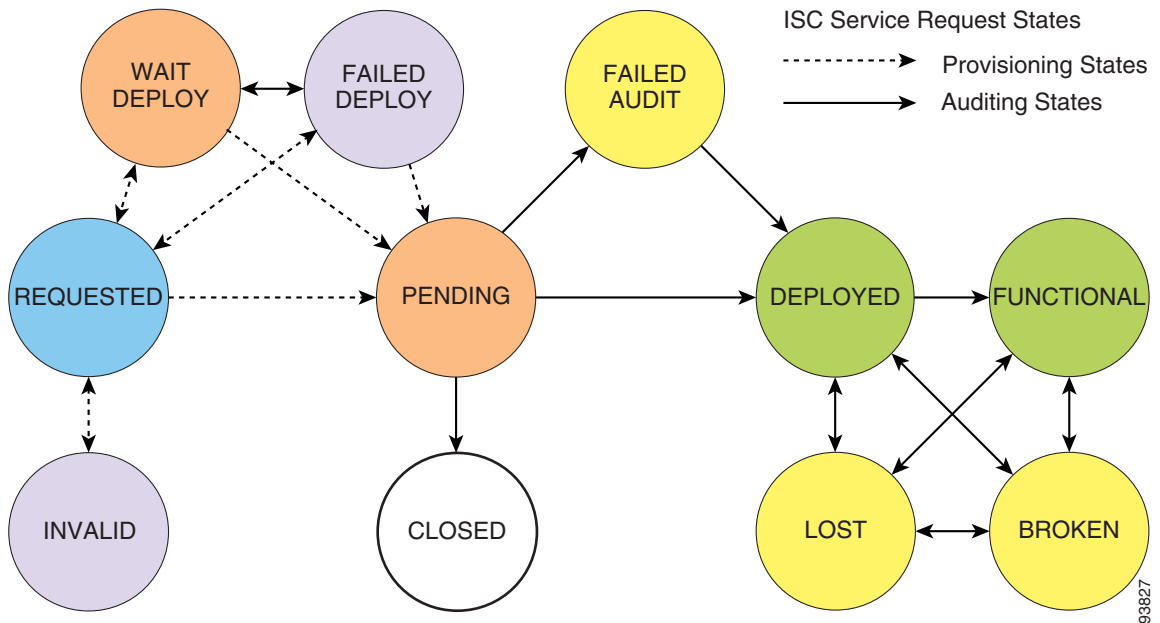 ISC Service Request States
Provisioning States
Auditing States
WAIT
DEPLOY
FAILED
DEPLOY
FAILED
AUDIT
REQUESTED
PENDING
DEPLOYED
FUNCTIONAL
INVALID
CLOSED
LOST
BROKEN
93827